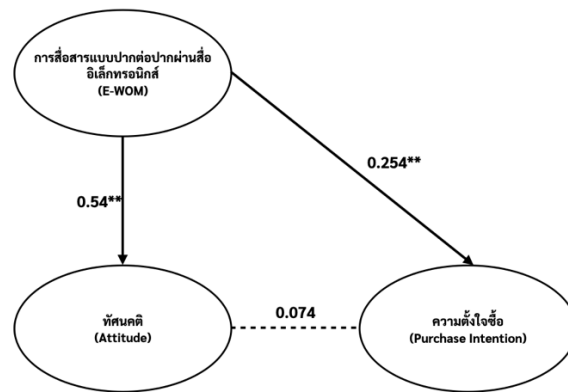 การสื่อสารแบบปากต่อปากผ่านสื่อ
อิเล็กทรอนิกส์
(E-WOM)
0.54**
0.254**
ทัศนคติ
(Attitude)
0.074
ความตั้งใจซื้อ
(Purchase Intention)